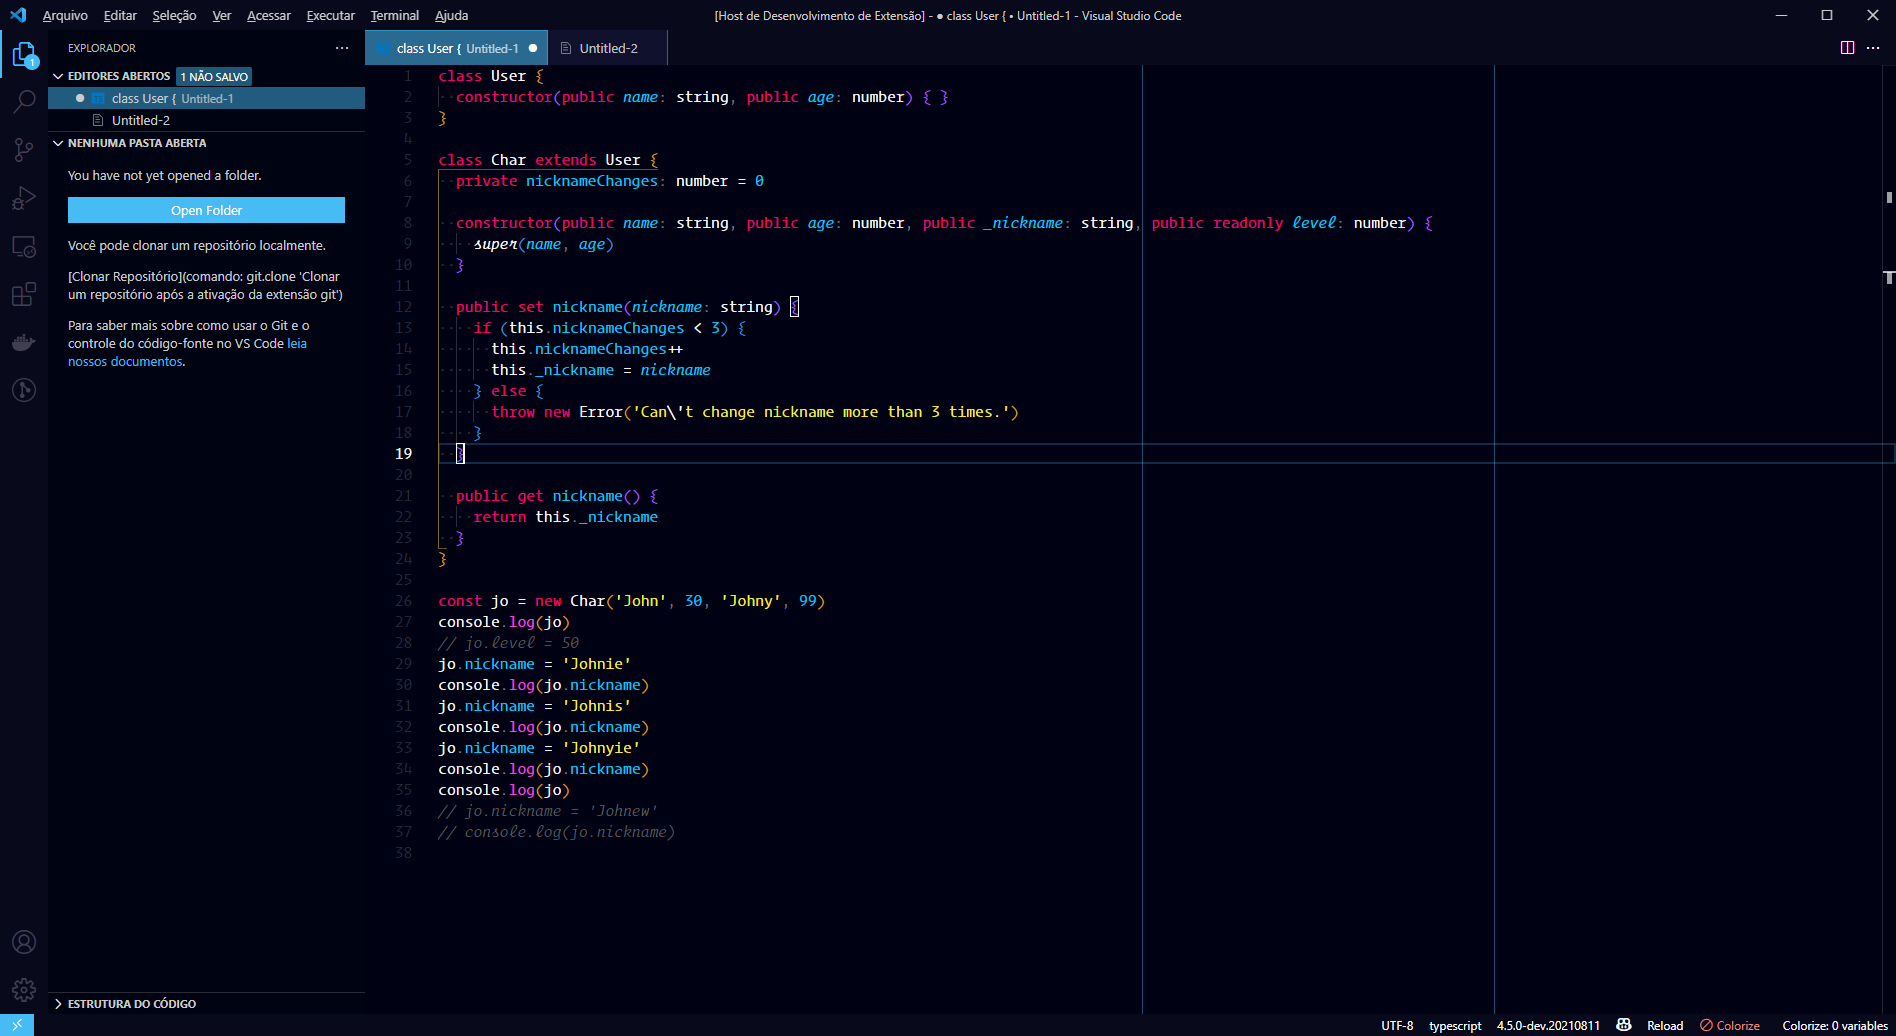 Arquivo Editar Seleção Ver Acessar Executar Terminal Ajuda
[Host de Desenvolvimento de Extensão] - ● class User { • Untitled-1 - Visual Studio Code
EXPLORADOR
EDITORES ABERTOS 1 NÃO SALVO
class User { Untitled-1
Untitled-2
NENHUMA PASTA ABERTA
You have not yet opened a folder.
Open Folder
Você pode clonar um repositório localmente.
[Clonar Repositório](comando: git.clone 'Clonar
um repositório após a ativação da extensão git')
Para saber mais sobre como usar o Git e o
controle do código-fonte no VS Code leia
nossos documentos.
ESTRUTURA DO CÓDIGO
1
class User { Untitled-1 ● Untitled-2
1 class User {
2 constructor(public name: string, public age: number) { }
3 }
4
5 class Char extends User {
6 private nicknameChanges: number = 0
7
8 constructor(public name: string, public age: number, public _nickname: string, public readonly level: number) {
9 super(name, age)
10 }
11
12 public set nickname(nickname: string) {
13 if (this.nicknameChanges < 3) {
14 this.nicknameChanges++
15 this._nickname = nickname
16 } else {
17 throw new Error('Can\'t change nickname more than 3 times.')
18 }
19 }
20
21 public get nickname() {
22 return this._nickname
23 }
24 }
25
26 const jo = new Char('John', 30, 'Johny', 99)
27 console.log(jo)
28 // jo.level = 50
29 jo.nickname = 'Johnie'
30 console.log(jo.nickname)
31 jo.nickname = 'Johnis'
32 console.log(jo.nickname)
33 jo.nickname = 'Johnyie'
34 console.log(jo.nickname)
35 console.log(jo)
36 // jo.nickname = 'Johnew'
37 // console.log(jo.nickname)
38
UTF-8 typescript 4.5.0-dev.20210811 Reload Colorize Colorize: 0 variables